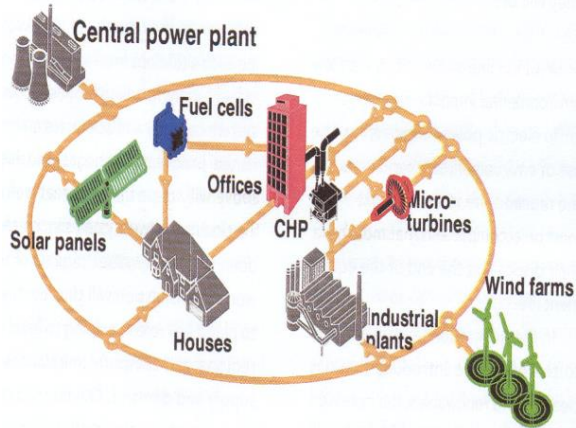 Central power plant
Fuel cells
Offices
CHP
Micro-
turbines
Solar panels
Wind farms
Houses
Industrial
plants